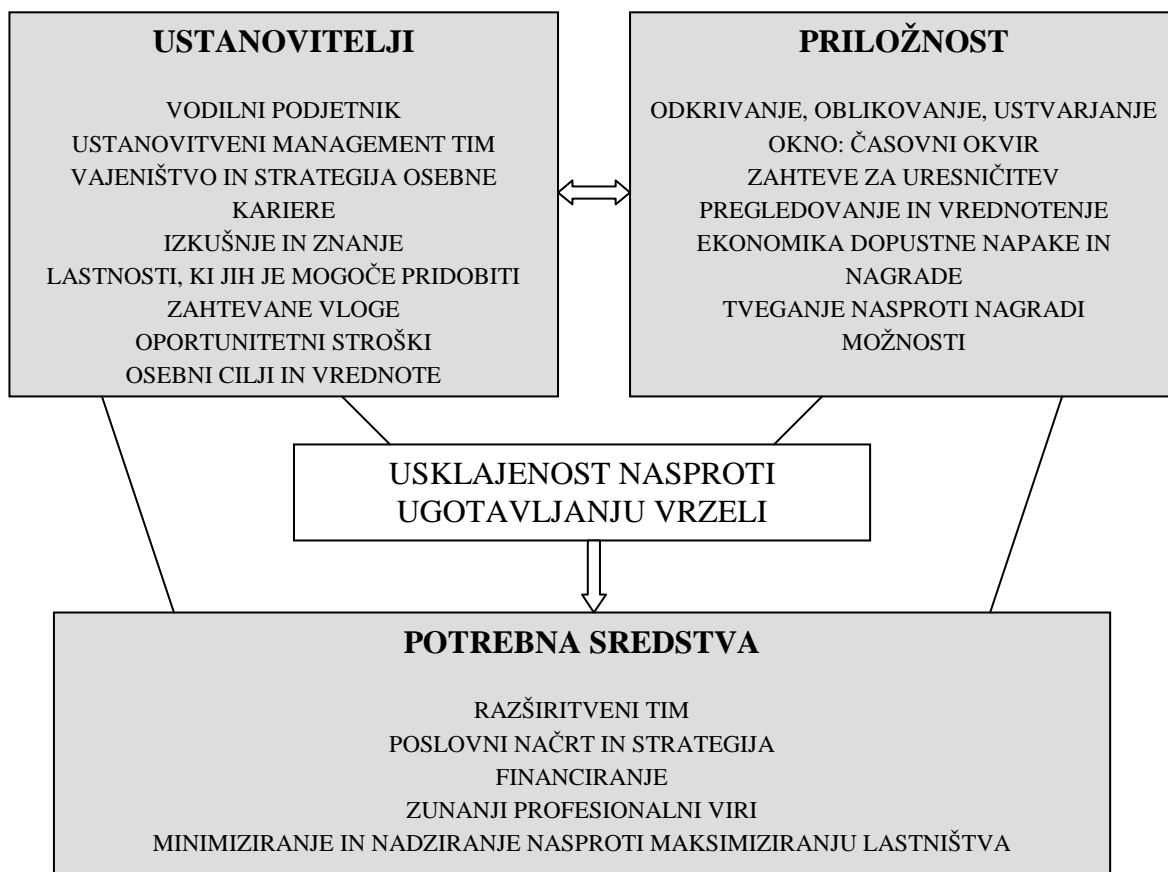 USTANOVITELJI
VODILNI PODJETNIK
USTANOVITVENI MANAGEMENT TIM
VAJENIŠTVO IN STRATEGIJA OSEBNE
KARIERE
IZKUŠNJE IN ZNANJE
LASTNOSTI, KI JIH JE MOGOČE PRIDOBITI
ZAHTEVANE VLOGE
OPORTUNITETNI STROŠKI
OSEBNI CILJI IN VREDNOTE
PRILOŽNOST
ODKRIVANJE, OBLIKOVANJE, USTVARJANJE
OKNO: ČASOVNI OKVIR
ZAHTEVE ZA URESNIČITEV
PREGLEDOVANJE IN VREDNOTENJE
EKONOMIKA DOPUSTNE NAPAKE IN
NAGRADE
TVEGANJE NASPROTI NAGRADI
MOŽNOSTI
USKLAJENOST NASPROTI
UGOTAVLJANJU VRZELI
POTREBNA SREDSTVA
RAZŠIRITVENI TIM
POSLOVNI NAČRT IN STRATEGIJA
FINANCIRANJE
ZUNANJI PROFESIONALNI VIRI
MINIMIZIRANJE IN NADZIRANJE NASPROTI MAKSIMIZIRANJU LASTNIŠTVA